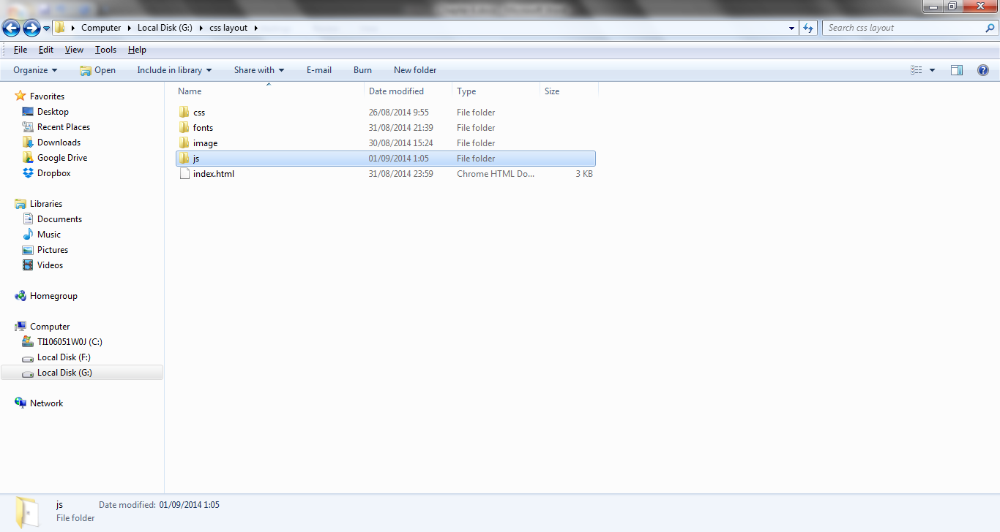 Computer Local Disk (G:) css layout Search css layout
File Edit View Tools Help
Organize Open Include in library Share with E-mail Burn New folder
Name Date modified Type Size
Favorites
Desktop
Recent Places
Downloads
Google Drive
Dropbox
Libraries
Documents
Music
Pictures
Videos
Homegroup
Computer
TI106051W0J (C:)
Local Disk (F:)
Local Disk (G:)
Network
css 26/08/2014 9:55 File folder
fonts 31/08/2014 21:39 File folder
image 30/08/2014 15:24 File folder
js 01/09/2014 1:05 File folder
index.html 31/08/2014 23:59 Chrome HTML Do... 3 KB
js Date modified: 01/09/2014 1:05
File folder